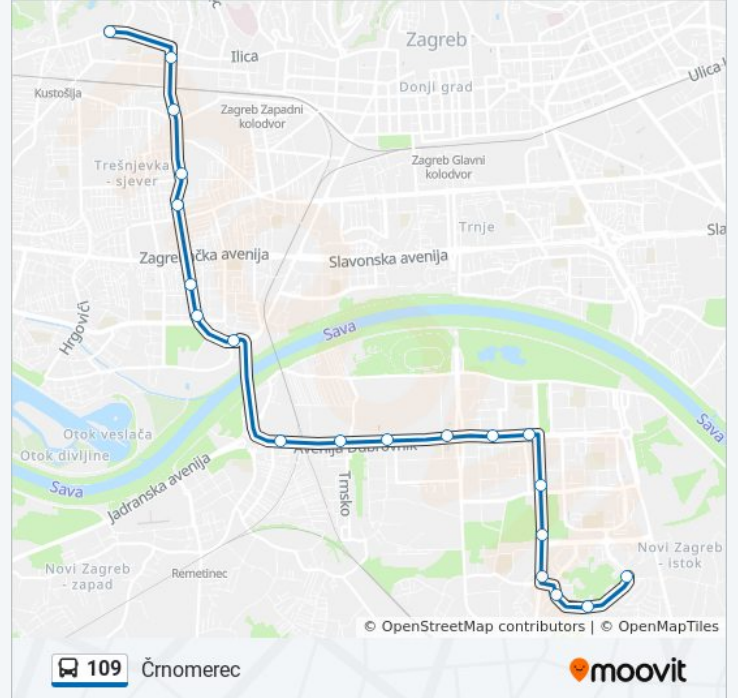 Zagreb
Ilica
Ulica
Kustošija
Donji grad
Zagreb Zapadni
kolodvor
Trešnjevka
- sjever
Zagreb Glavni
kolodvor
Trnje
Zagrebačka avenija
Slavonska avenija
Sava
Hrgovići
Otok veslača
Otok divljine
Sava
Sava
Jadranska avenija
Avenija Dubrovnik
Trnsko
Novi Zagreb
- istok
Novi Zagreb
- zapad
Remetinec
© OpenStreetMap contributors | © OpenMapTiles
109 Črnomerec
moovit